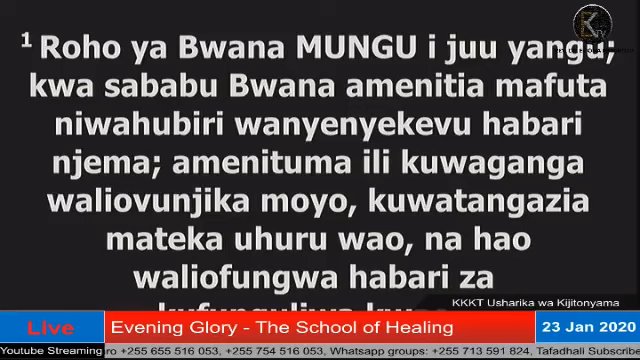 1 Roho ya Bwana MUNGU i juu yangu;
kwa sababu Bwana amenitia mafuta
niwahubiri wanyenyekevu habari
njema; amenituma ili kuwaganga
waliovunjika moyo, kuwatangazia
mateka uhuru wao, na hao
waliofungwa habari za
KKKT Usharika wa Kijitonyama
Live Evening Glory - The School of Healing 23 Jan 2020
Youtube Streaming ro +255 655 516 053, +255 754 516 053, Whatsapp groups: +255 713 591 824, Tafadhali Subscribe